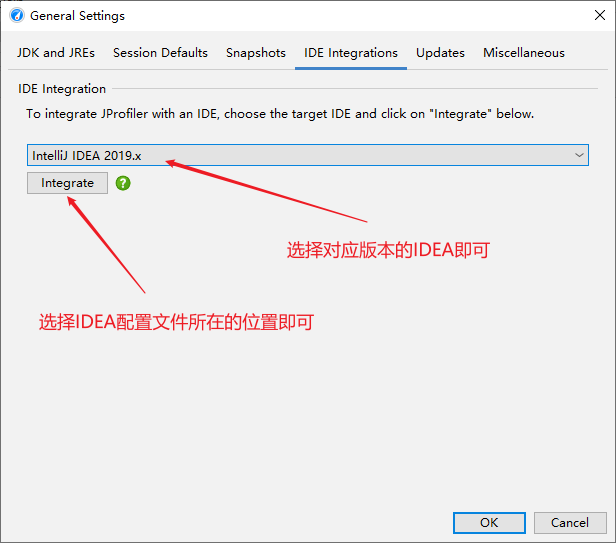 General Settings
JDK and JREs Session Defaults Snapshots IDE Integrations Updates Miscellaneous
IDE Integration
To integrate JProfiler with an IDE, choose the target IDE and click on "Integrate" below.
IntelliJ IDEA 2019.x
Integrate ?
选择对应版本的IDEA即可
选择IDEA配置文件所在的位置即可
OK Cancel